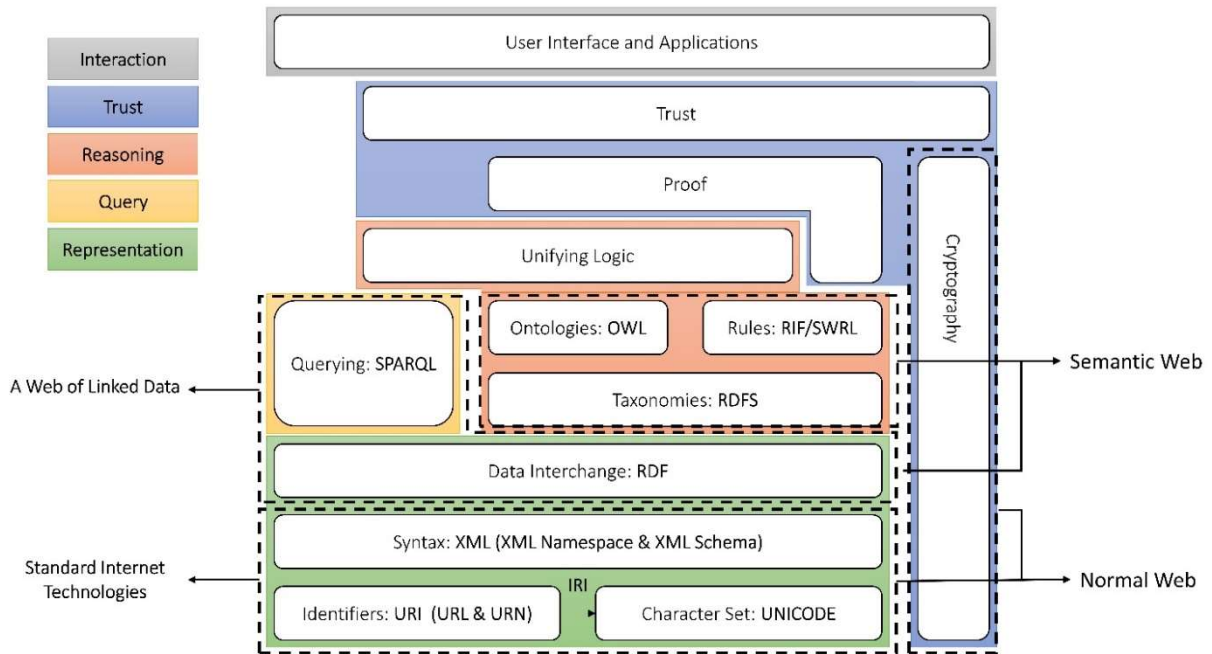 User Interface and Applications
Interaction
Trust
Reasoning
Query
Representation
Trust
Proof
Cryptography
Unifying Logic
Ontologies: OWL
Rules: RIF/SWRL
Querying: SPARQL
Taxonomies: RDFS
A Web of Linked Data
Semantic Web
Data Interchange: RDF
Syntax: XML (XML Namespace & XML Schema)
Standard Internet
Technologies
IRI
Normal Web
Identifiers: URI (URL & URN)
Character Set: UNICODE